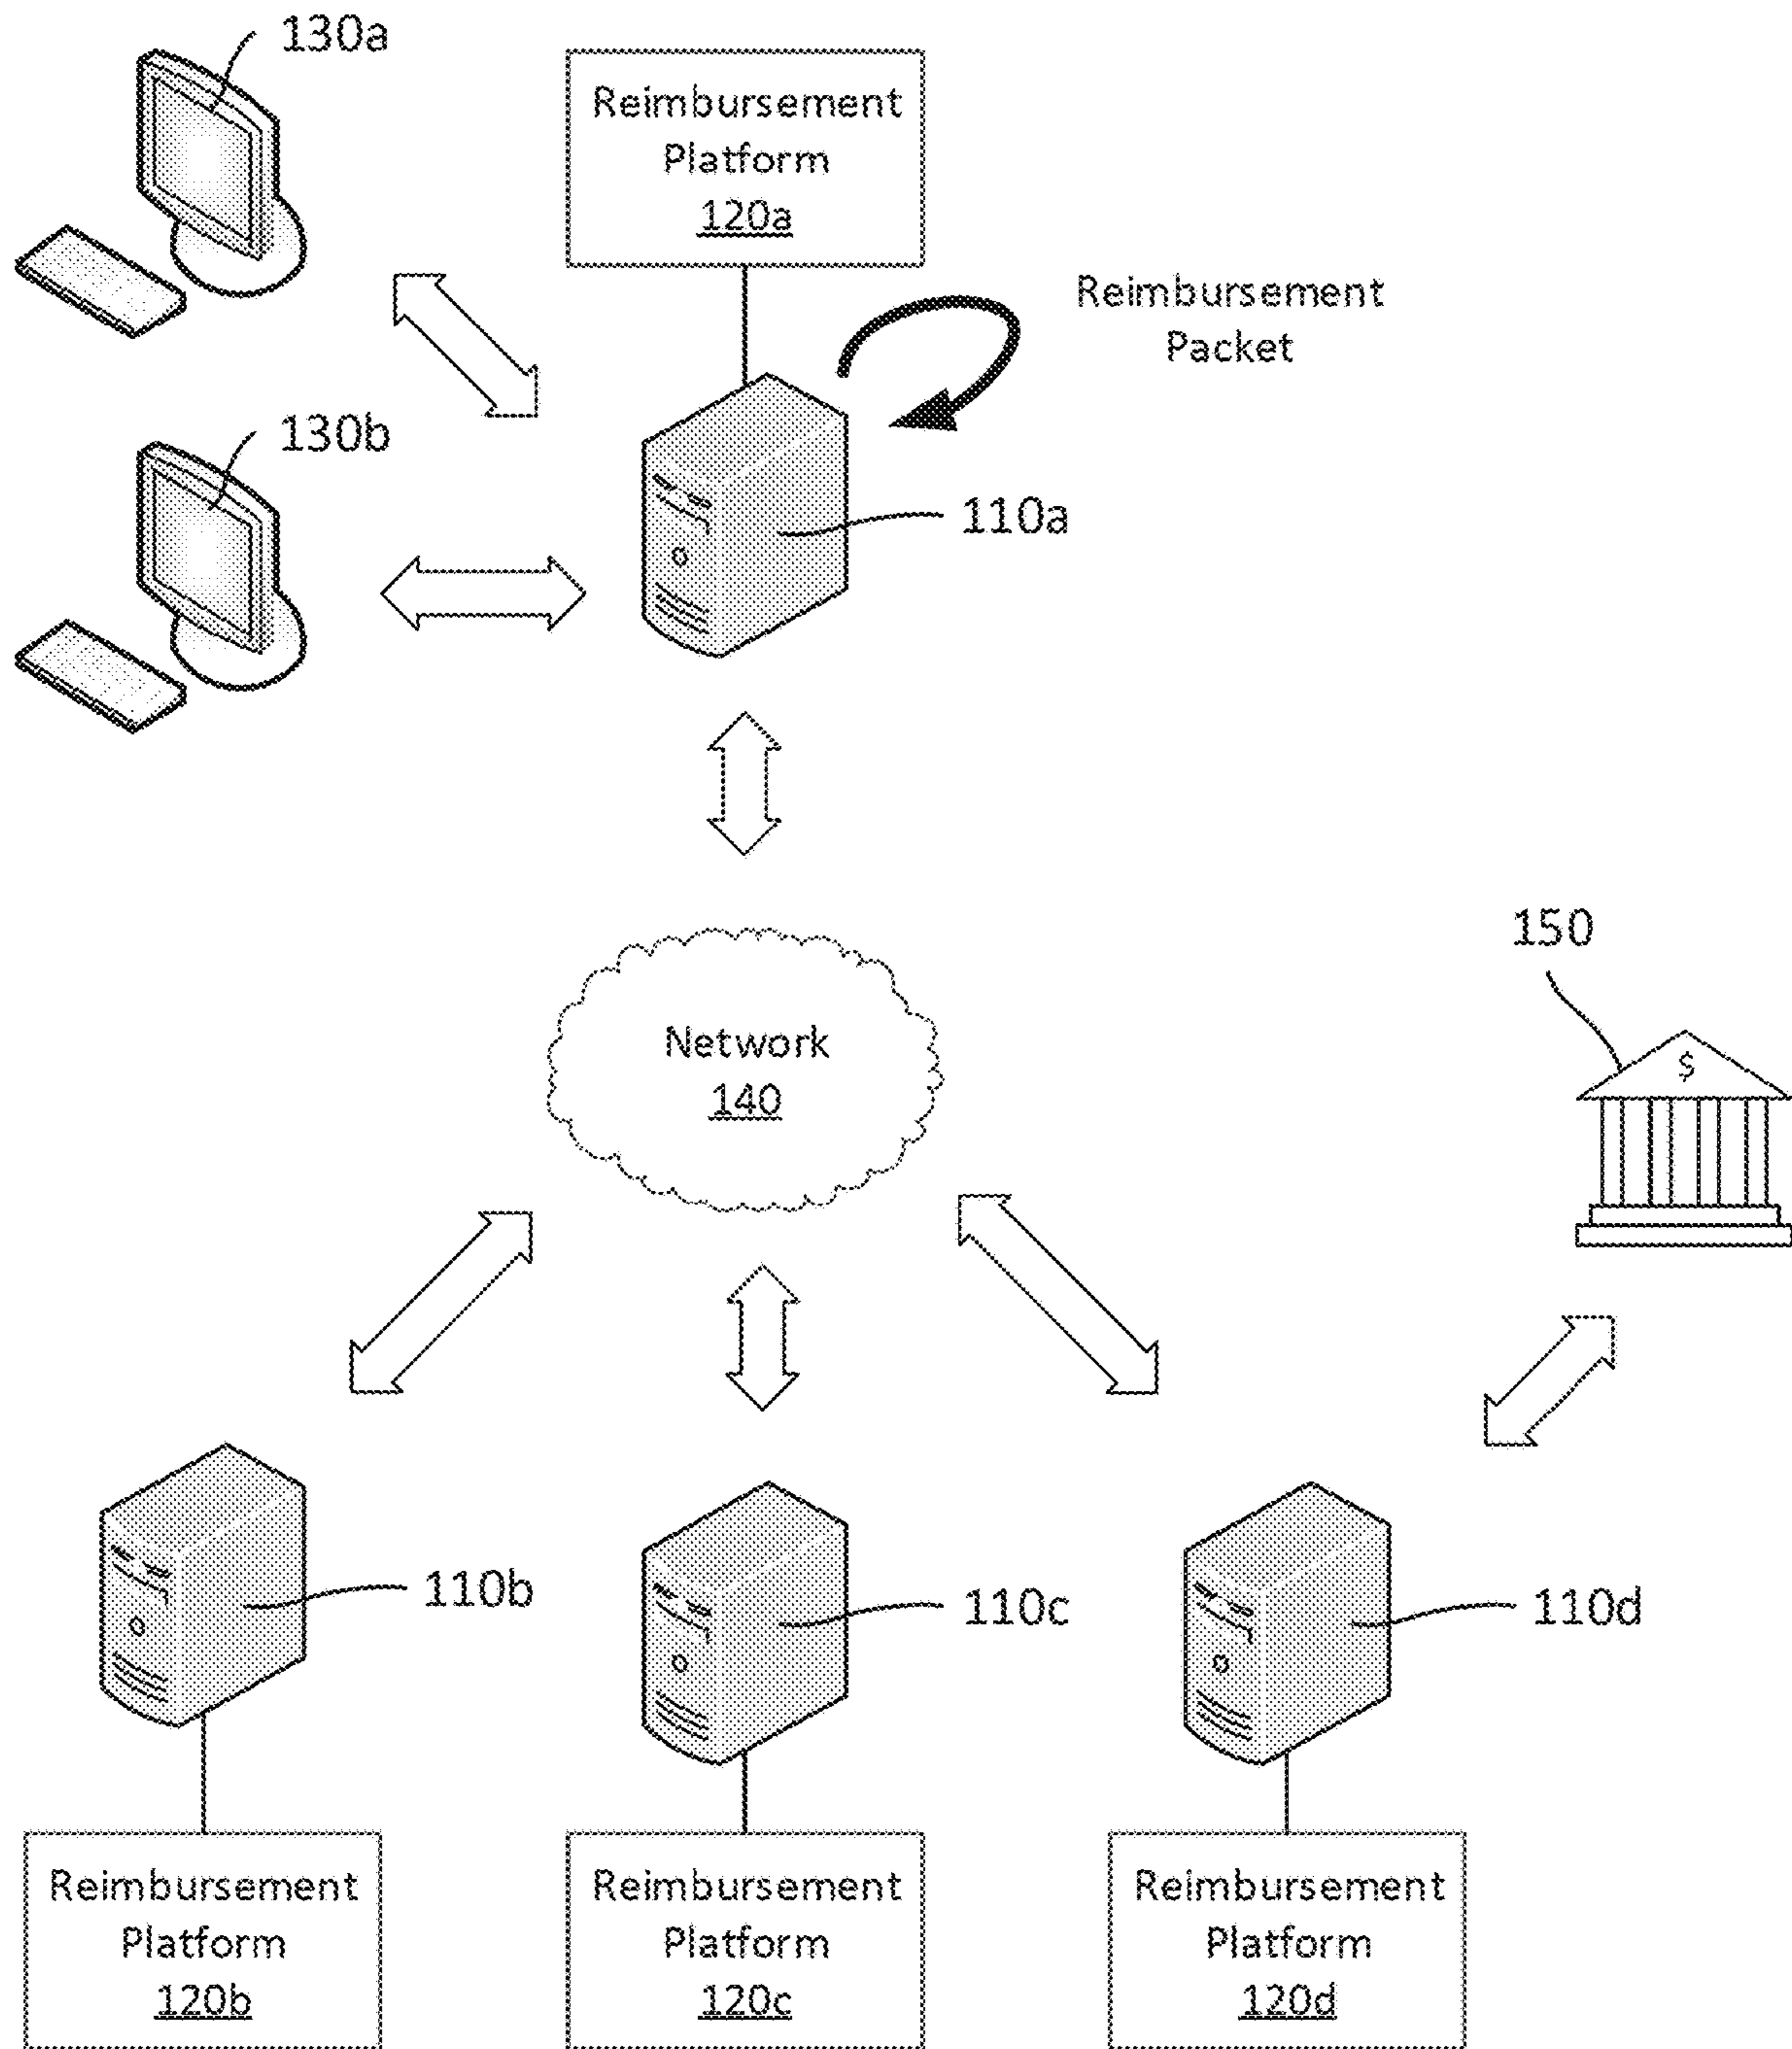 130a
Reimbursement
Platform
120a
Reimbursement
Packet
130b
110a
150
$
Network
140
110b
110c
110d
Reimbursement
Platform
120b
Reimbursement
Platform
120c
Reimbursement
Platform
120d